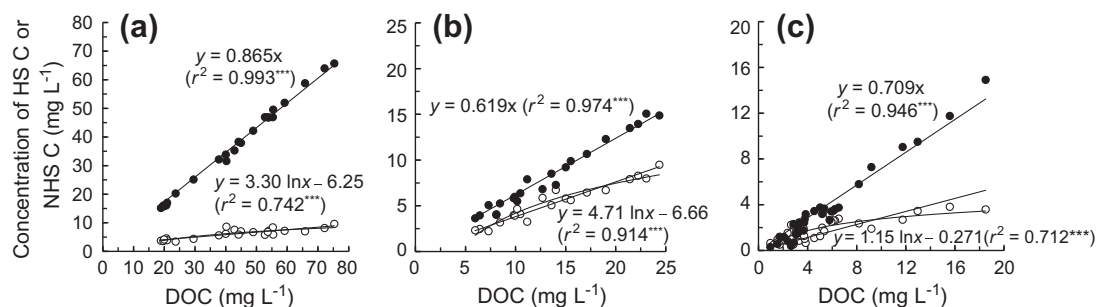 Concentration of HS C or
NHS C (mg L-1)
(a)
80
70
60
50
40
30
20
10
0
y = 0.865x
(r2 = 0.993***)
y = 3.30 lnx – 6.25
(r2 = 0.742***)
0 10 20 30 40 50 60 70 80
DOC (mg L-1)
(b)
25
20
15
10
5
0
y = 0.619x (r2 = 0.974***)
y = 4.71 lnx – 6.66
(r2 = 0.914***)
0 5 10 15 20 25
DOC (mg L-1)
(c)
20
16
12
8
4
0
y = 0.709x
(r2 = 0.946***)
y = 1.15 lnx – 0.271(r2 = 0.712***)
0 4 8 12 16 20
DOC (mg L-1)